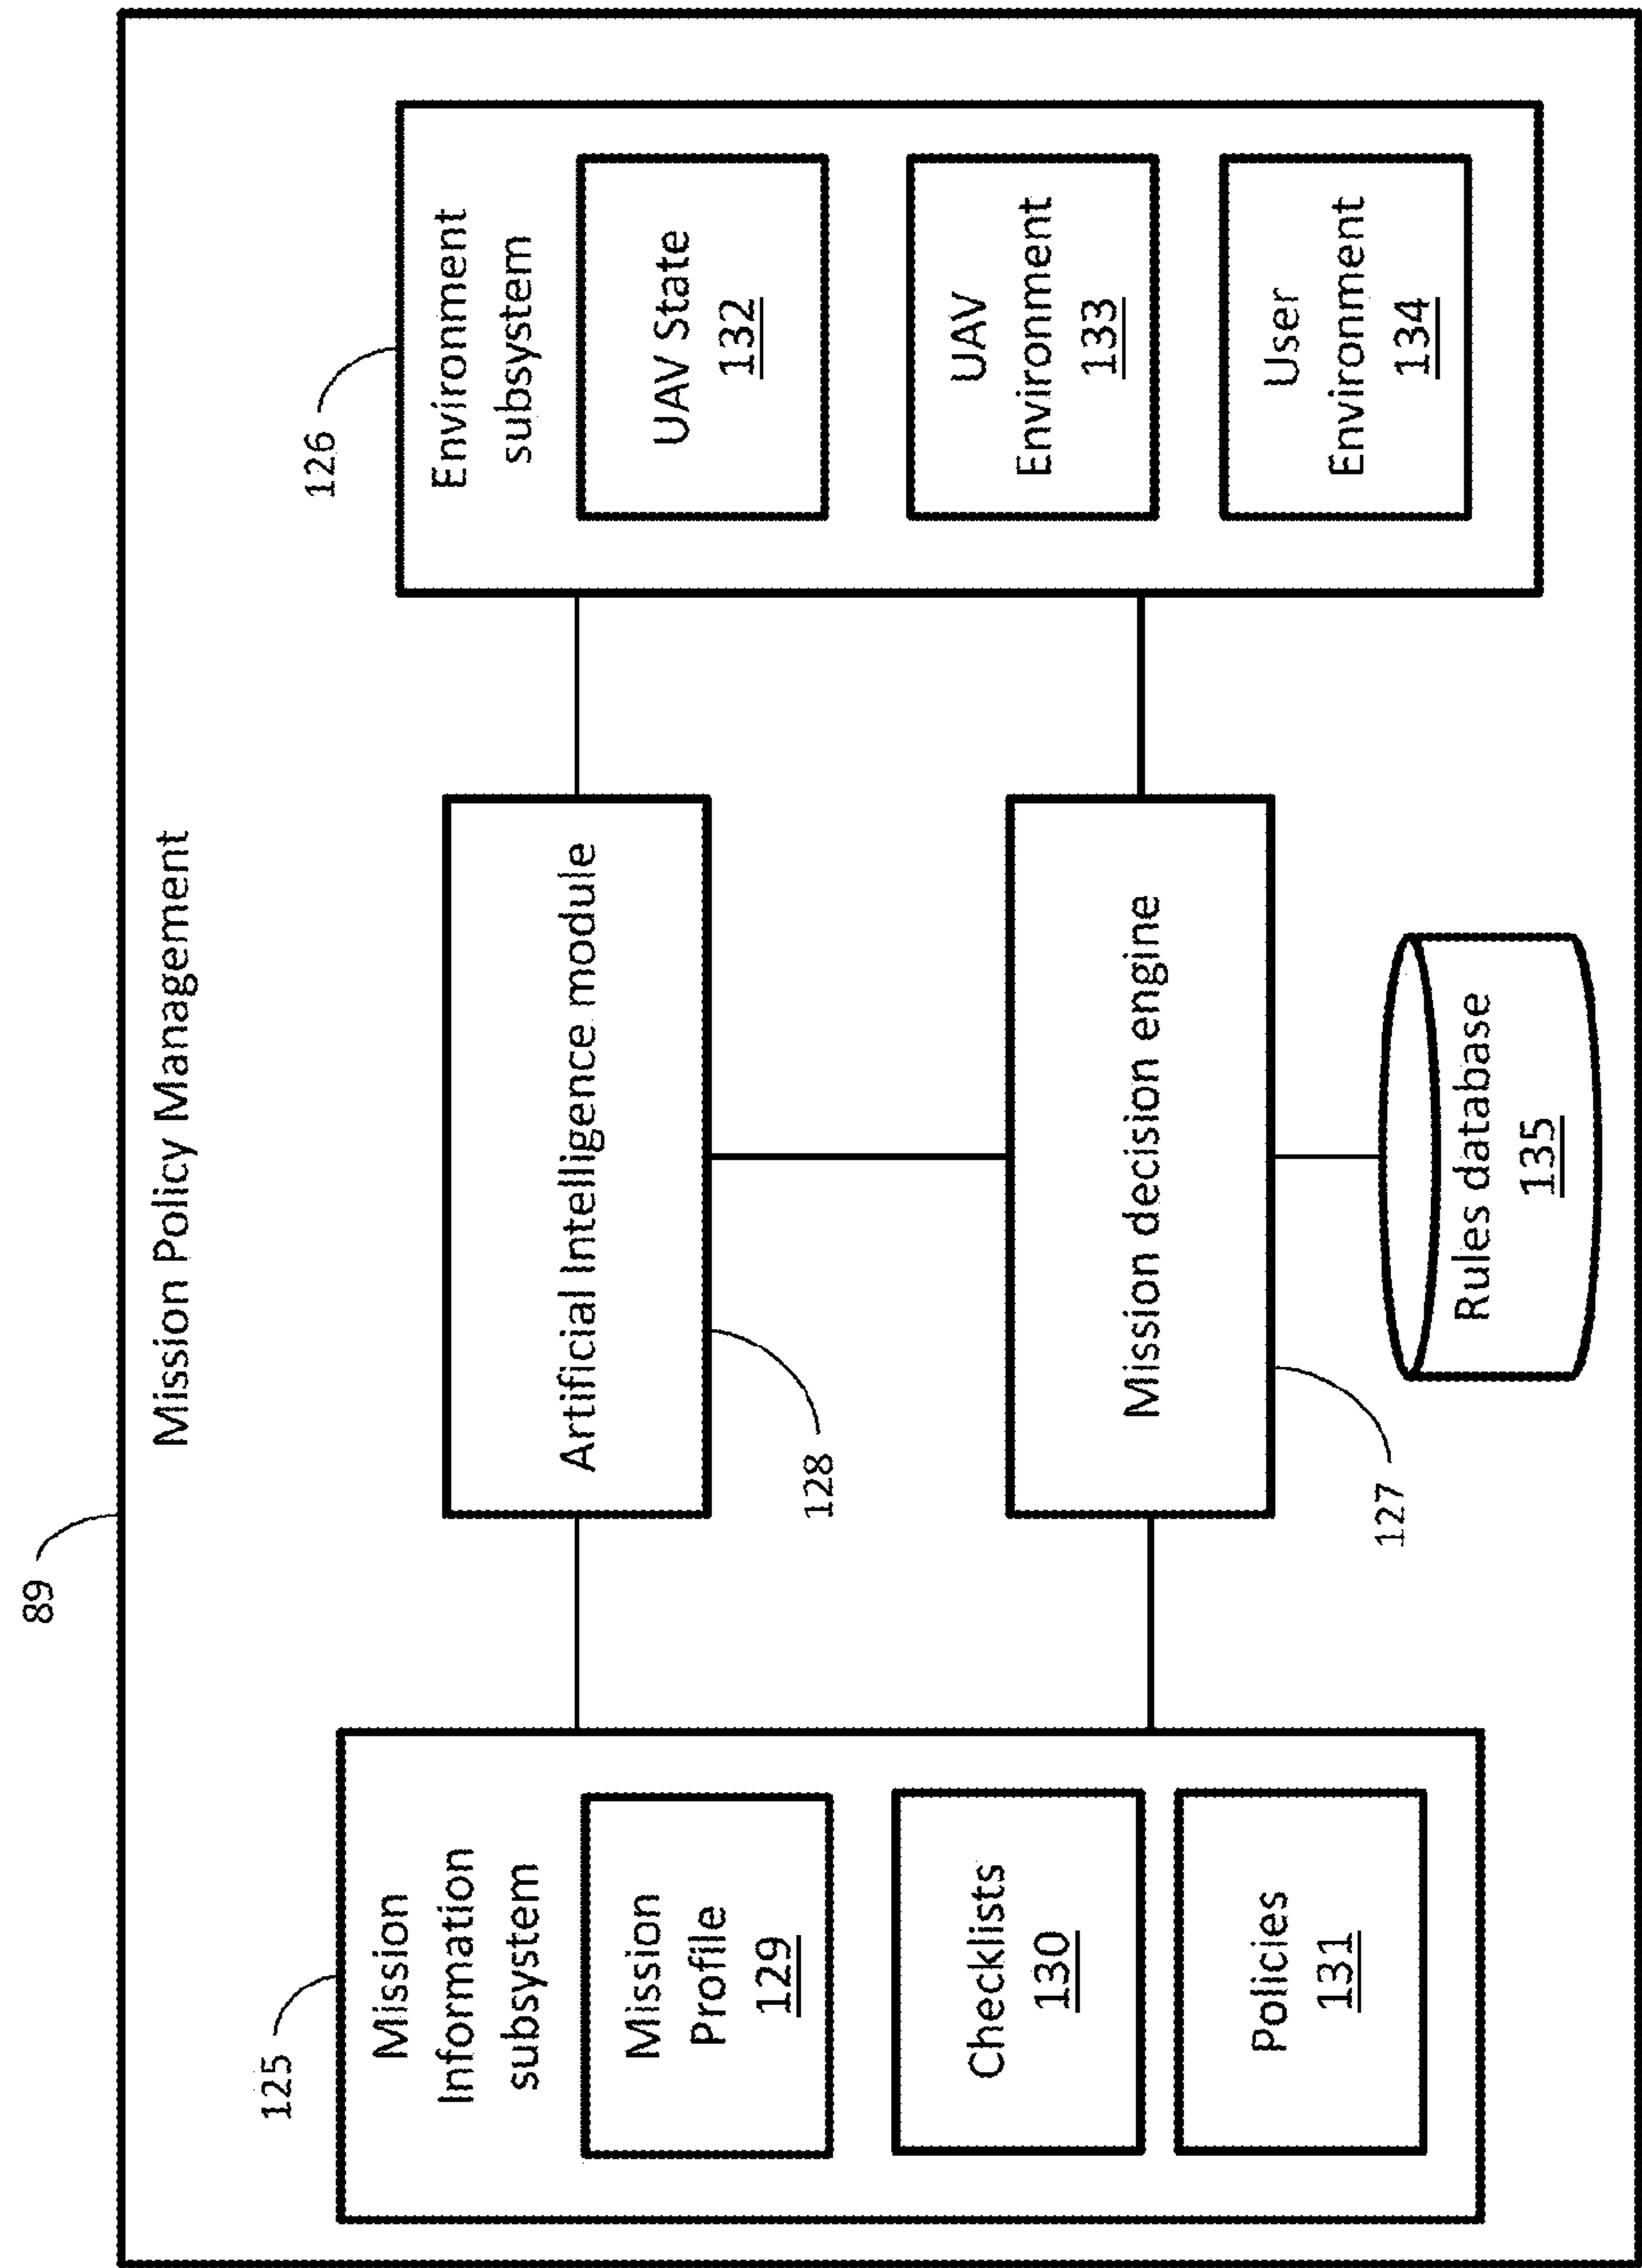 89
Mission Policy Management
125
Mission
Information
subsystem
Mission
Profile
129
Checklists
130
Policies
131
Artificial Intelligence module
128
Mission decision engine
127
Rules database
135
126
Environment
subsystem
UAV State
132
UAV
Environment
133
User
Environment
134